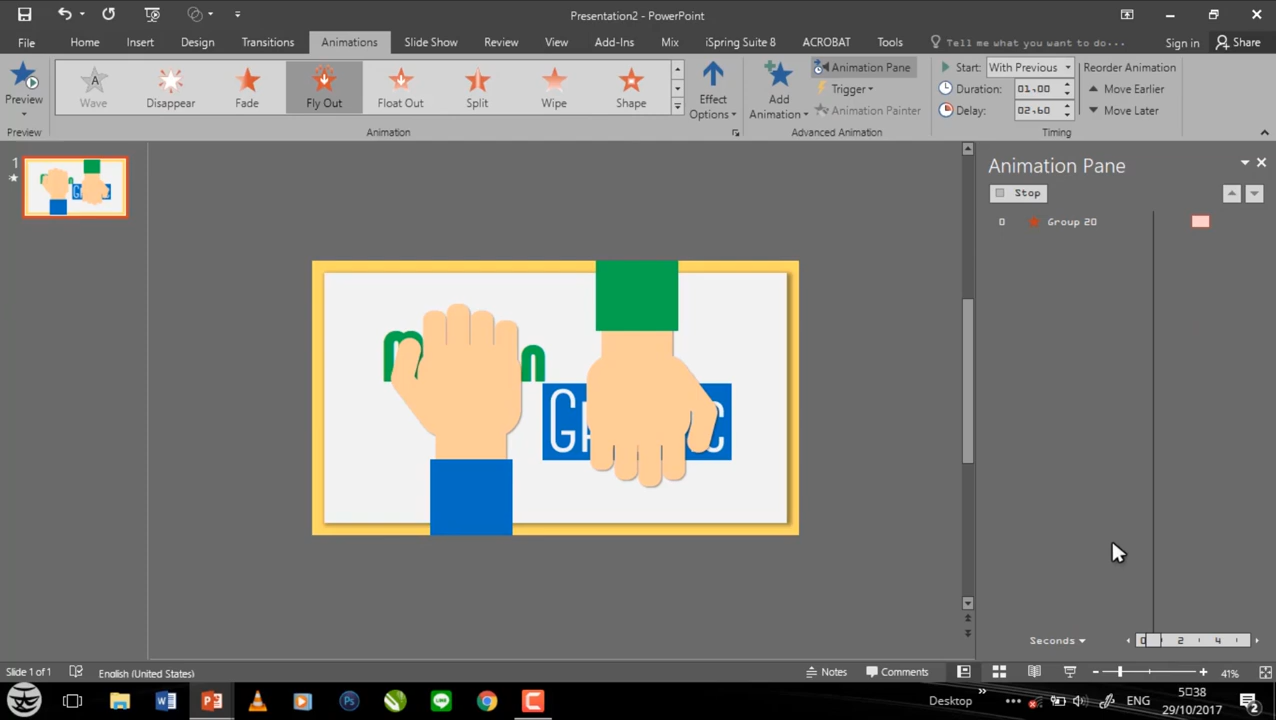 Presentation2 - PowerPoint
File Home Insert Design Transitions Animations Slide Show Review View Add-Ins Mix iSpring Suite 8 ACROBAT Tools Tell me what you want to do... Sign in Share
Preview Wave Disappear Fade Fly Out Float Out Split Wipe Shape Effect Options Add Animation Animation Pane Trigger Animation Painter
Start: With Previous Reorder Animation
Duration: 01.00 Move Earlier
Delay: 02.60 Move Later
Preview Animation Advanced Animation Timing
1
Animation Pane
Stop
0 Group 20
Seconds 0 2 4
Slide 1 of 1 English (United States) Notes Comments 41%
Desktop ENG 5:38
29/10/2017 2